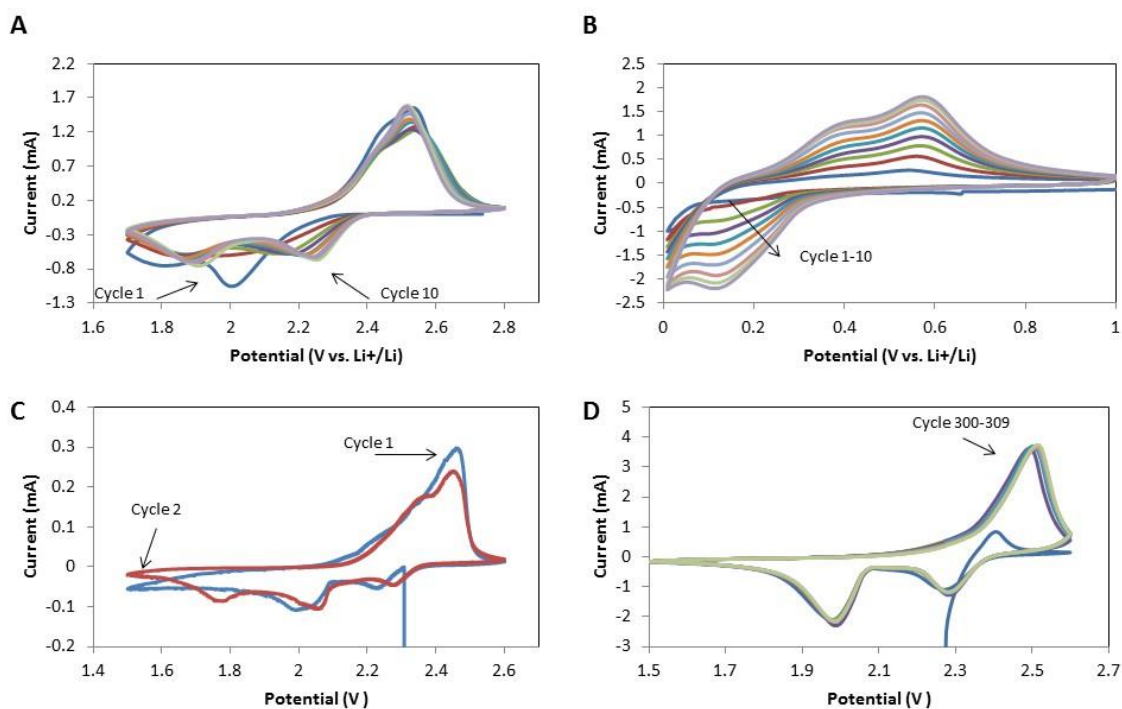 A
2.2
1.7
1.2
0.7
0.2
-0.3
-0.8
-1.3
Current (mA)
Cycle 1
Cycle 10
1.6 1.8 2 2.2 2.4 2.6 2.8
Potential (V vs. Li+/Li)
B
2.5
2
1.5
1
0.5
0
-0.5
-1
-1.5
-2
-2.5
Current (mA)
Cycle 1-10
0 0.2 0.4 0.6 0.8 1
Potential (V vs. Li+/Li)
C
0.4
0.3
0.2
0.1
0
-0.1
-0.2
Current (mA)
Cycle 1
Cycle 2
1.4 1.6 1.8 2 2.2 2.4 2.6
Potential (V )
D
5
4
3
2
1
0
-1
-2
-3
Current (mA)
Cycle 300-309
1.5 1.7 1.9 2.1 2.3 2.5 2.7
Potential (V )